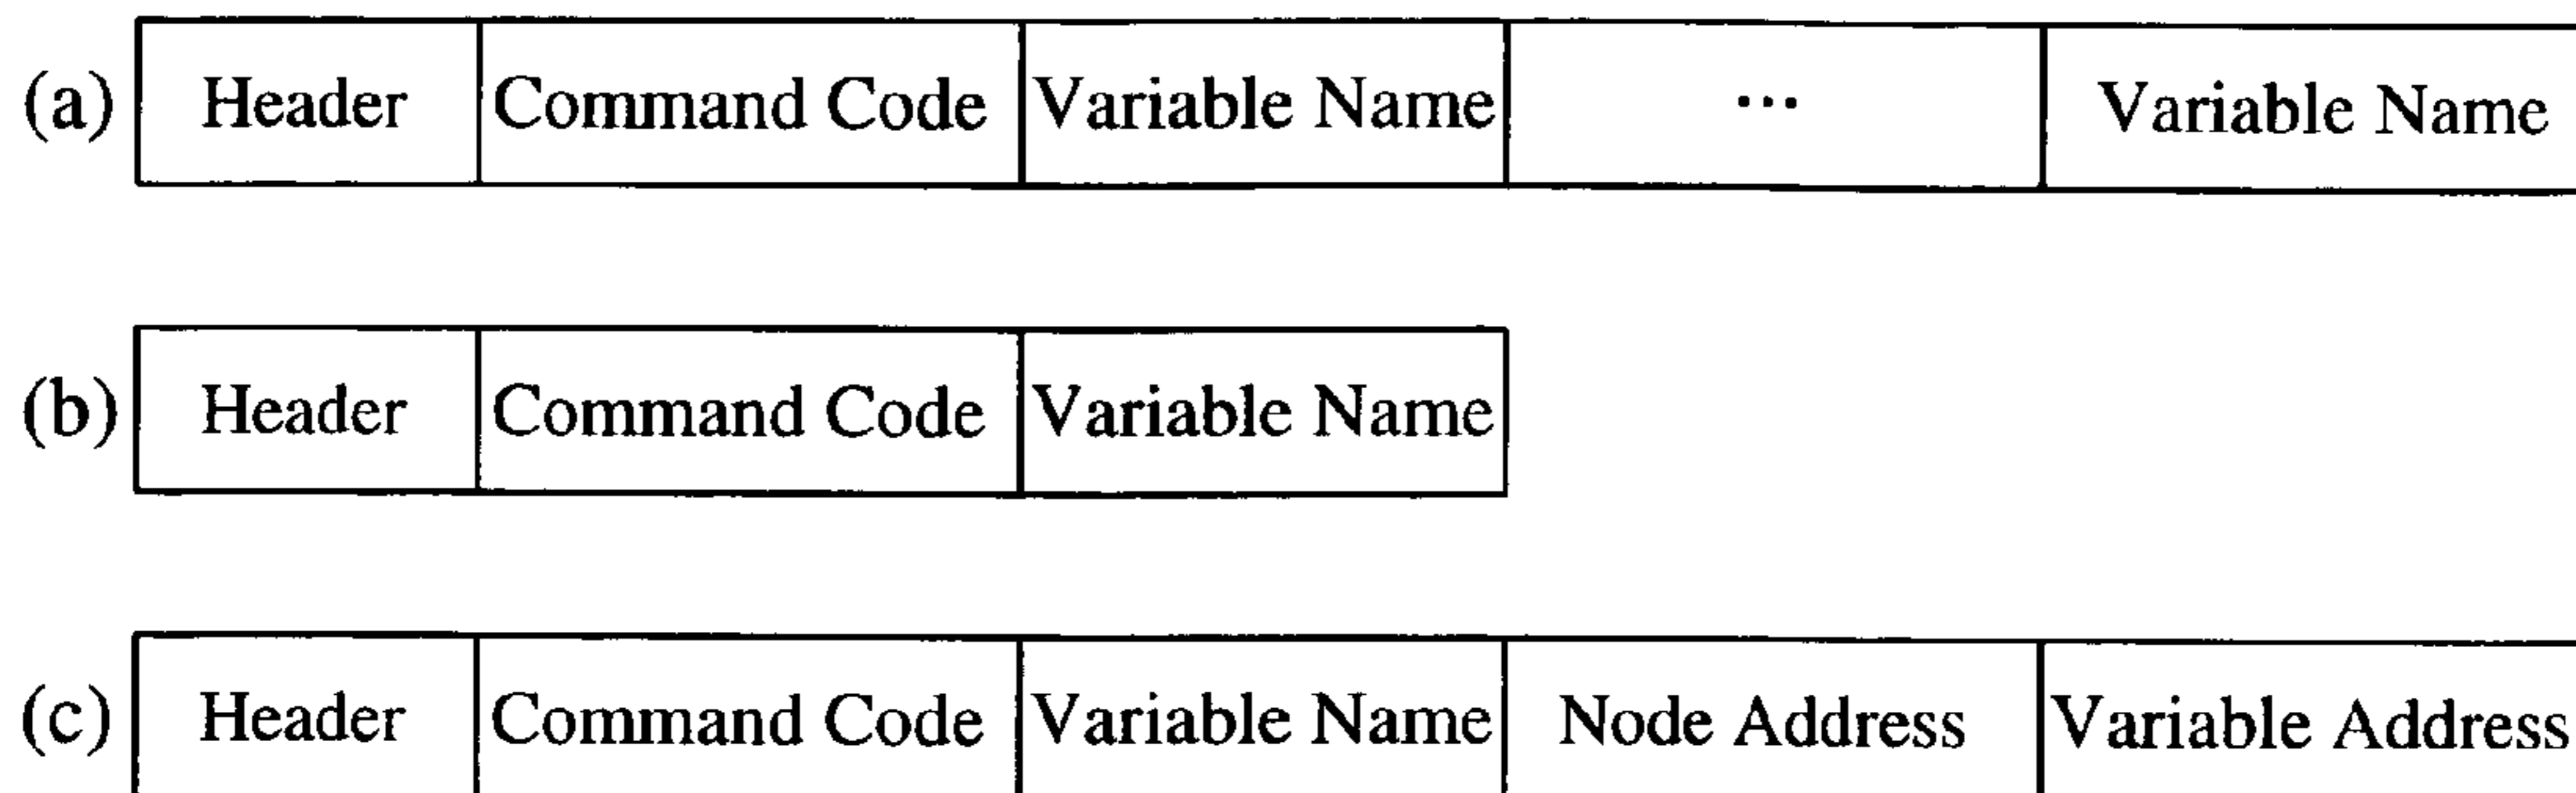 (a) Header Command Code Variable Name ... Variable Name
(b) Header Command Code Variable Name
(c) Header Command Code Variable Name Node Address Variable Address